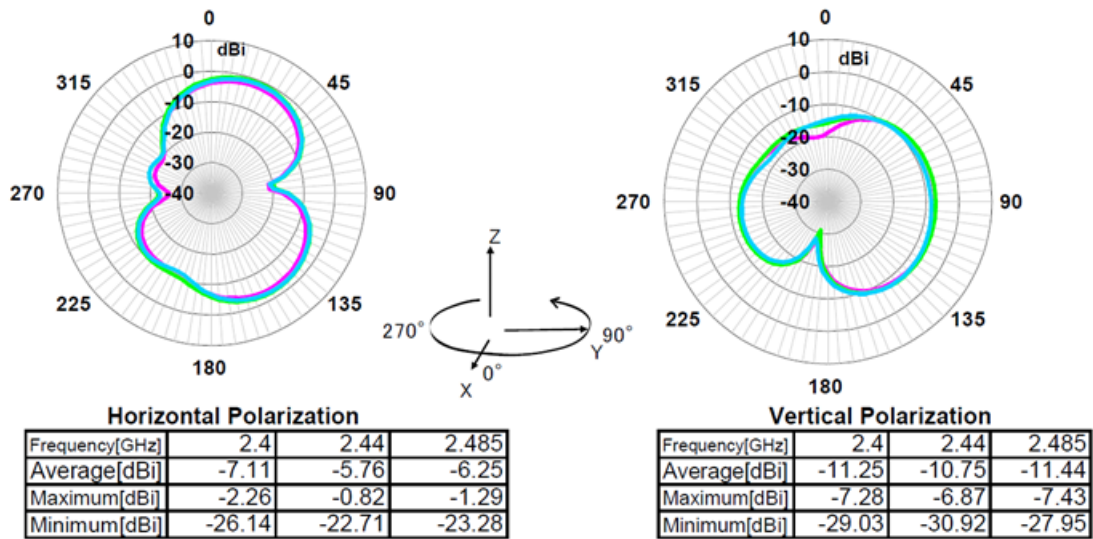 0
10
dBi
0
-10
-20
-30
-40
315
45
270
90
225
135
180
0
10
dBi
0
-10
-20
-30
-40
315
45
270
90
225
135
180
Z
270°
90°
Y
0°
X
Horizontal Polarization
Frequency[GHz] 2.4 2.44 2.485
Average[dBi] -7.11 -5.76 -6.25
Maximum[dBi] -2.26 -0.82 -1.29
Minimum[dBi] -26.14 -22.71 -23.28
Vertical Polarization
Frequency[GHz] 2.4 2.44 2.485
Average[dBi] -11.25 -10.75 -11.44
Maximum[dBi] -7.28 -6.87 -7.43
Minimum[dBi] -29.03 -30.92 -27.95